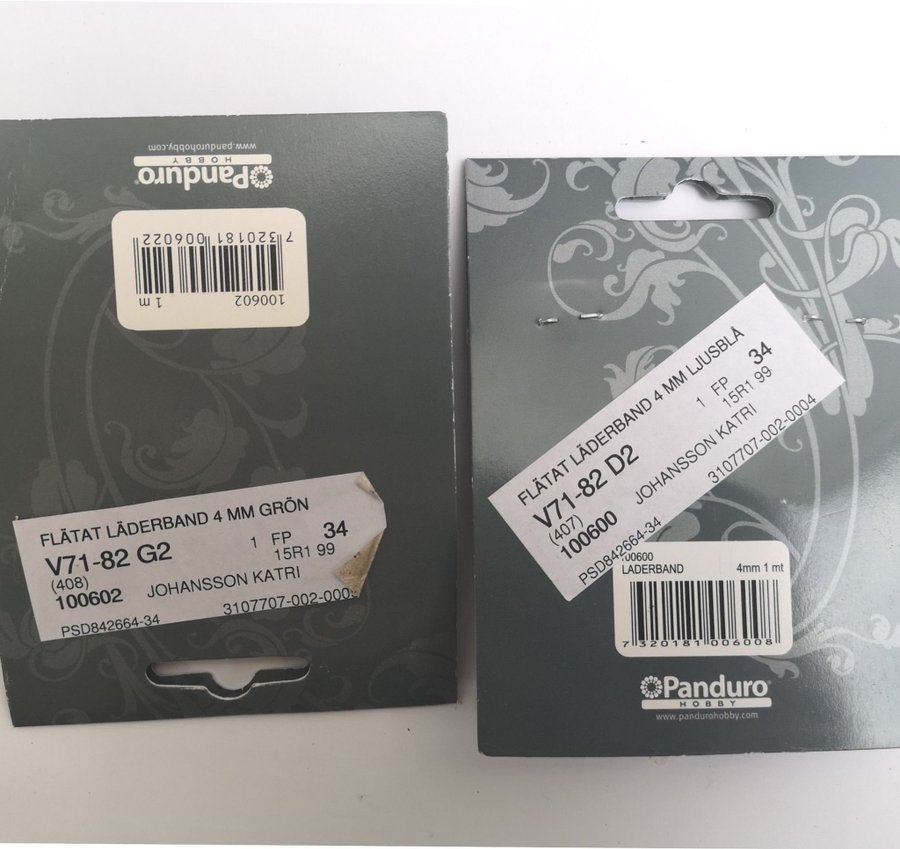 www.pandurohobby.com
HOBBY
Panduro
7 320181 006022
1 m
100602
FLÄTAT LÄDERBAND 4 MM GRÖN
V71-82 G2 1 FP 34
(408) 15R1 99
100602 JOHANSSON KATRI
3107707-002-000
PSD842664-34
FLÄTAT LÄDERBAND 4 MM LJUSBLÅ
V71-82 D2 1 FP 34
(407) 15R1 99
100600 JOHANSSON KATRI
3107707-002-0004
PSD842664-34
00600
LADERBAND 4mm 1 mt
7 320181 006008
Panduro
HOBBY
www.pandurohobby.com